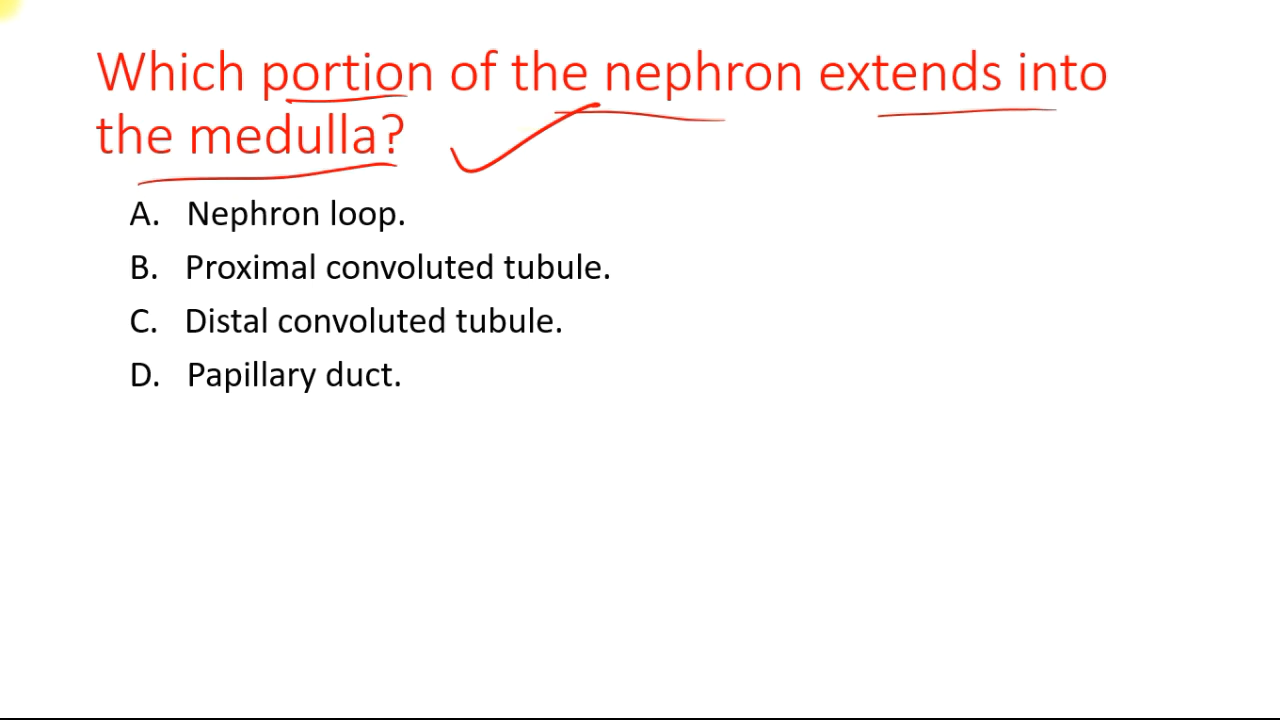 Which portion of the nephron extends into
the medulla?
A. Nephron loop.
B. Proximal convoluted tubule.
C. Distal convoluted tubule.
D. Papillary duct.